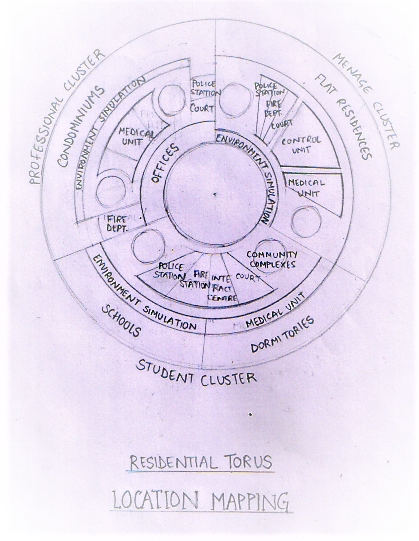 PROFESSIONAL CLUSTER
CONDOMINIUMS
ENVIRONMENT SIMULATION
MEDICAL
UNIT
OFFICES
FIRE
DEPT.
POLICE
STATION
COURT
POLICE
STATION
FIRE
DEPT.
COURT
CONTROL
UNIT
MEDICAL
UNIT
ENVIRONMENT SIMULATION
MENAGE CLUSTER
FLAT RESIDENCES
COMMUNITY
COMPLEXES
POLICE
STATION
FIRE
STATION
INTE
RACT
CENTRE
COURT
ENVIRONMENT SIMULATION
MEDICAL UNIT
SCHOOLS
DORMITORIES
STUDENT CLUSTER
RESIDENTIAL TORUS
LOCATION MAPPING